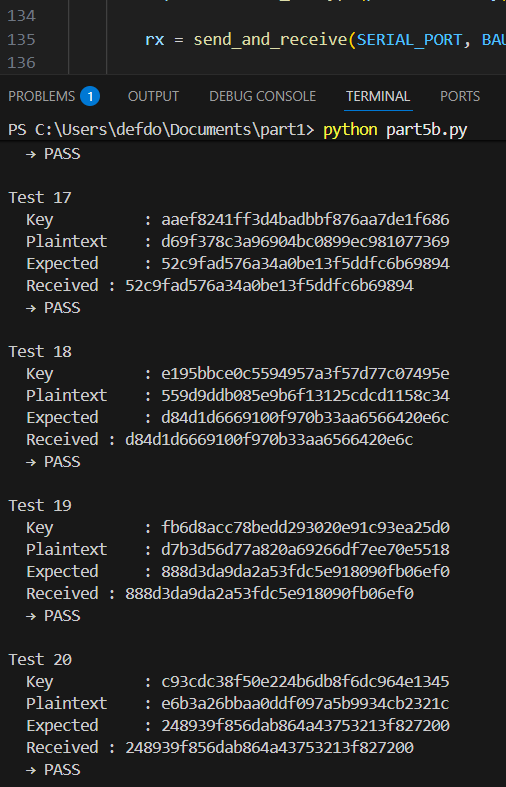 134
135 rx = send_and_receive(SERIAL_PORT, BAU
136
PROBLEMS 1 OUTPUT DEBUG CONSOLE TERMINAL PORTS
PS C:\Users\defdo\Documents\part1> python part5b.py
→ PASS
Test 17
Key : aaef8241ff3d4badbbf876aa7de1f686
Plaintext : d69f378c3a96904bc0899ec981077369
Expected : 52c9fad576a34a0be13f5ddfc6b69894
Received : 52c9fad576a34a0be13f5ddfc6b69894
→ PASS
Test 18
Key : e195bbce0c5594957a3f57d77c07495e
Plaintext : 559d9ddb085e9b6f13125cdcd1158c34
Expected : d84d1d6669100f970b33aa6566420e6c
Received : d84d1d6669100f970b33aa6566420e6c
→ PASS
Test 19
Key : fb6d8acc78bedd293020e91c93ea25d0
Plaintext : d7b3d56d77a820a69266df7ee70e5518
Expected : 888d3da9da2a53fdc5e918090fb06ef0
Received : 888d3da9da2a53fdc5e918090fb06ef0
→ PASS
Test 20
Key : c93cdc38f50e224b6db8f6dc964e1345
Plaintext : e6b3a26bbaa0ddf097a5b9934cb2321c
Expected : 248939f856dab864a43753213f827200
Received : 248939f856dab864a43753213f827200
→ PASS